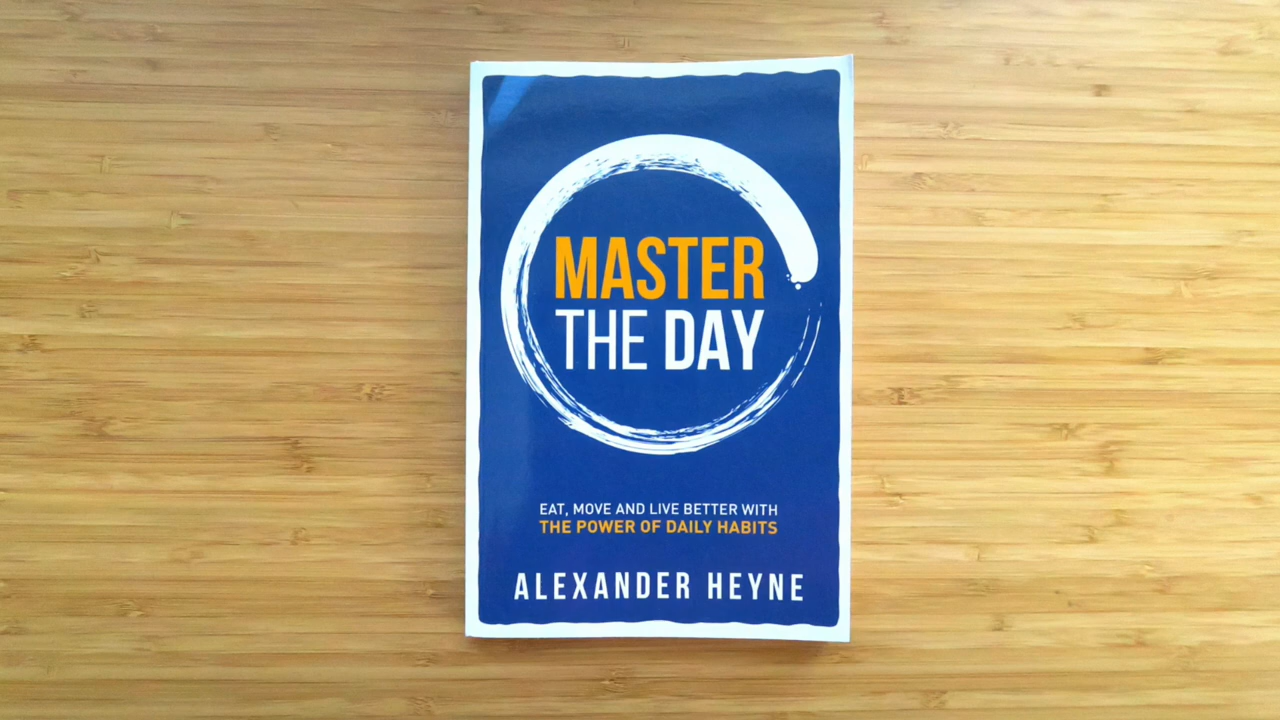 MASTER
THE DAY
EAT, MOVE AND LIVE BETTER WITH
THE POWER OF DAILY HABITS
ALEXANDER HEYNE